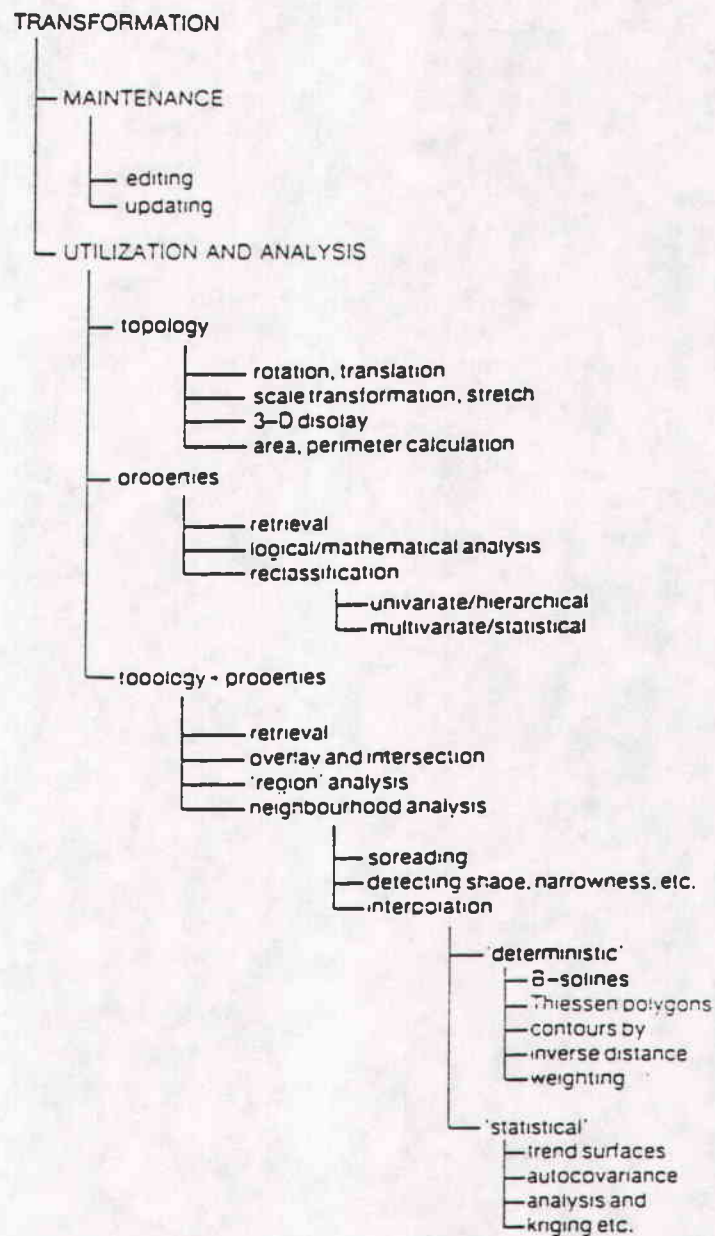 TRANSFORMATION
MAINTENANCE
editing
updating
UTILIZATION AND ANALYSIS
topology
rotation, translation
scale transformation, stretch
3-D display
area, perimeter calculation
properties
retrieval
logical/mathematical analysis
reclassification
univariate/hierarchical
multivariate/statistical
topology - properties
retrieval
overlay and intersection
'region' analysis
neighbourhood analysis
spreading
detecting shape, narrowness, etc.
interpolation
'deterministic'
B-splines
Thiessen polygons
contours by
inverse distance
weighting
'statistical'
trend surfaces
autocovariance
analysis and
kriging etc.